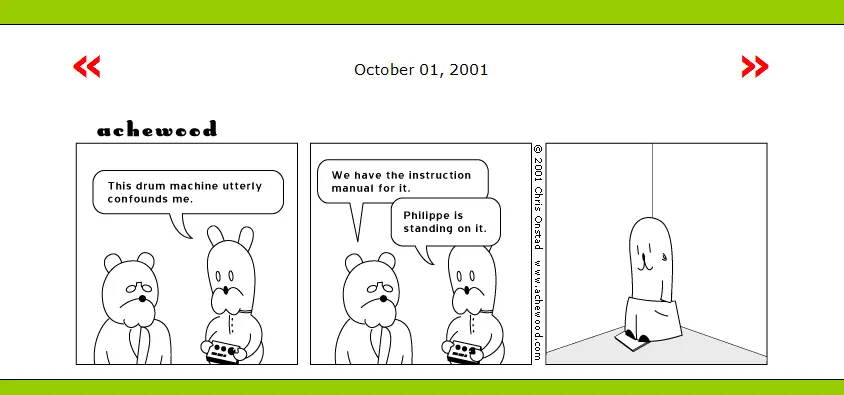 «
October 01, 2001
»
achewood
This drum machine utterly
confounds me.
We have the instruction
manual for it.
Philippe is
standing on it.
© 2001 Chris Onstad www.achewood.com